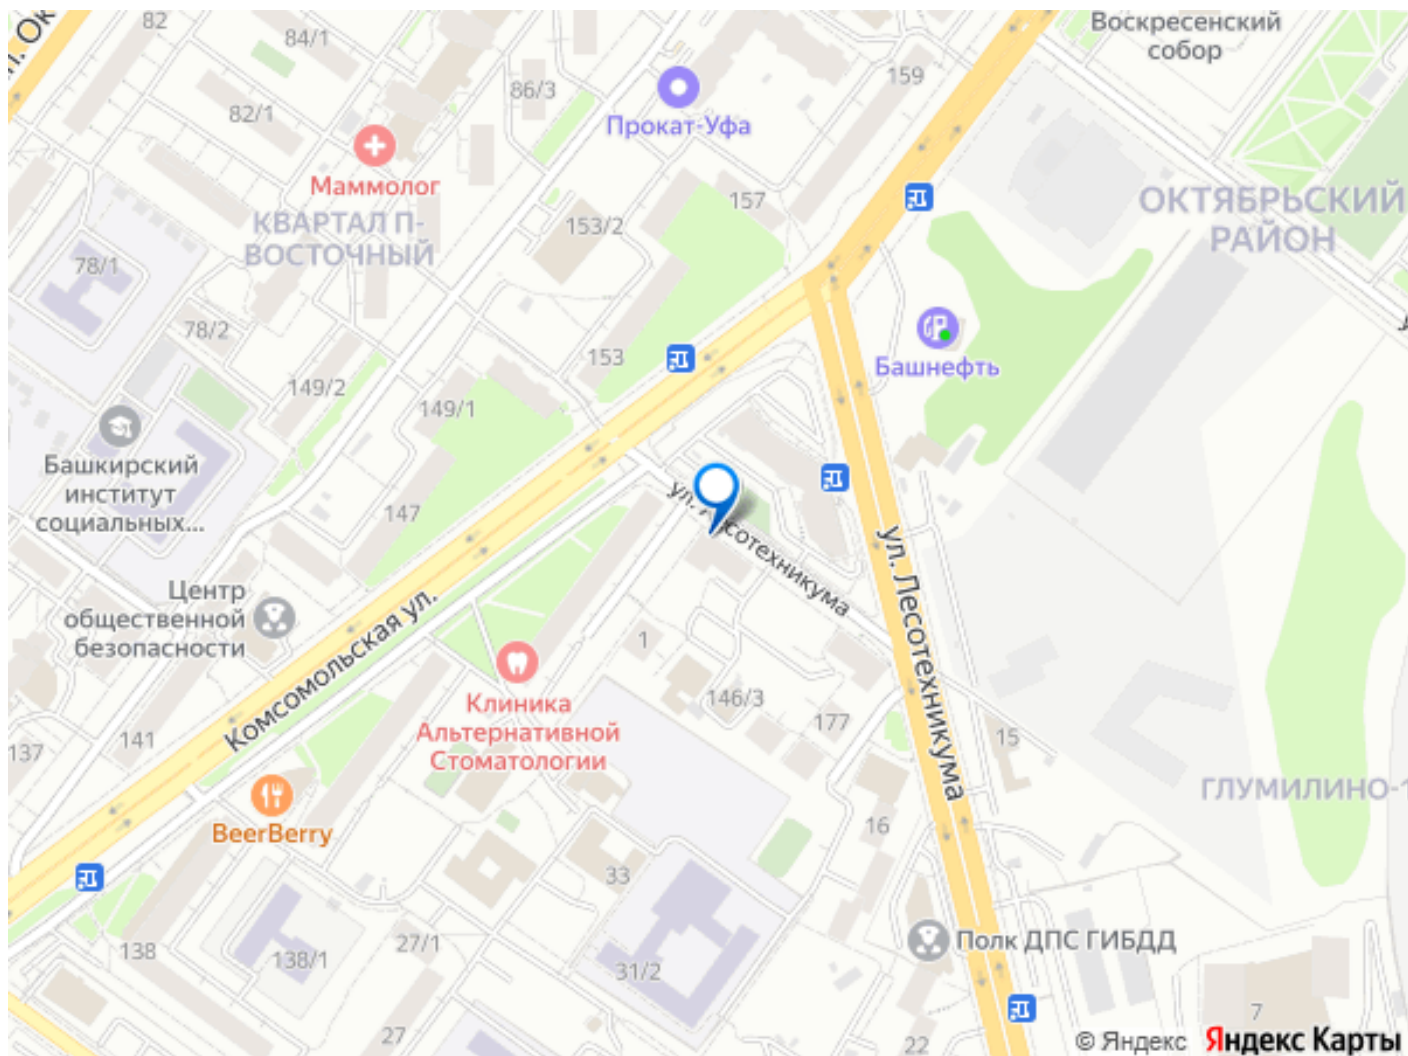 82
84/1
Воскресенский
собор
159
86/3
82/1
Прокат-Уфа
Маммолог
КВАРТАЛ П-
ВОСТОЧНЫЙ
157
153/2
ОКТЯБРЬСКИЙ
РАЙОН
78/1
78/2
153
Башнефть
149/2
149/1
Башкирский
институт
социальных...
147
ул. Лесотехникума
ул. Лесотехникума
Центр
общественной
безопасности
Комсомольская ул.
1
146/3
177
15
Клиника
Альтернативной
Стоматологии
137
141
ГЛУМИЛИНО-1
BeerBerry
16
33
138
138/1
27/1
31/2
Полк ДПС ГИБДД
27
22
7
© Яндекс Яндекс Карты